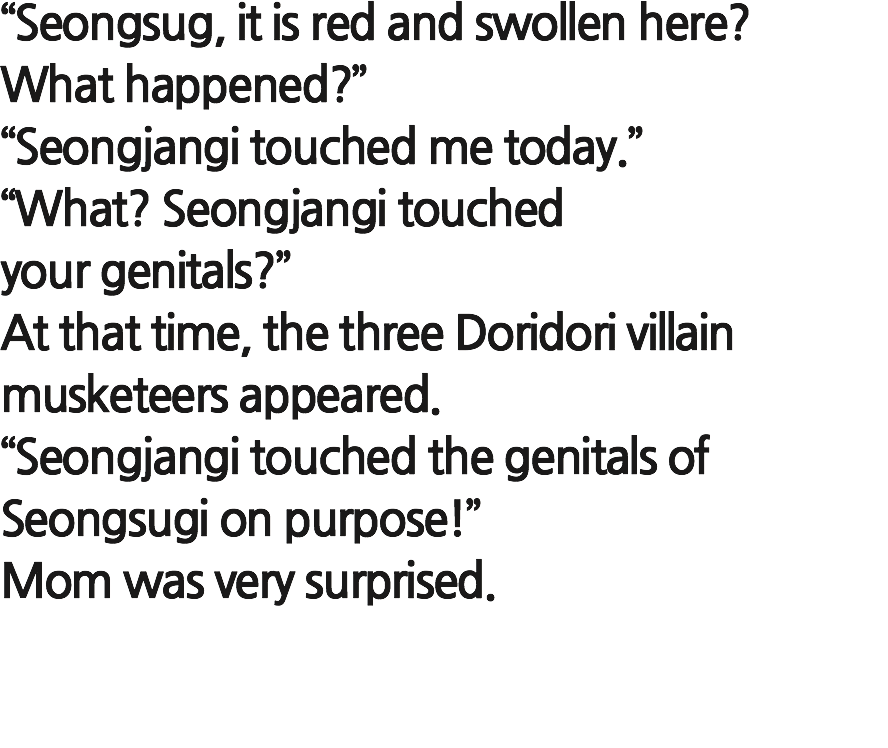 “Seongsug, it is red and swollen here?
What happened?”
“Seongjangi touched me today.”
“What? Seongjangi touched
your genitals?”
At that time, the three Doridori villain
musketeers appeared.
“Seongjangi touched the genitals of
Seongsugi on purpose!”
Mom was very surprised.